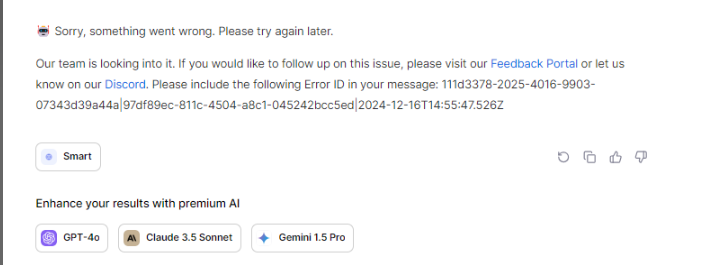 Sorry, something went wrong. Please try again later.
Our team is looking into it. If you would like to follow up on this issue, please visit our Feedback Portal or let us
know on our Discord. Please include the following Error ID in your message: 111d3378-2025-4016-9903-
07343d39a44a|97df89ec-811c-4504-a8c1-045242bcc5ed|2024-12-16T14:55:47.526Z
Smart
Enhance your results with premium AI
GPT-4o
Claude 3.5 Sonnet
Gemini 1.5 Pro